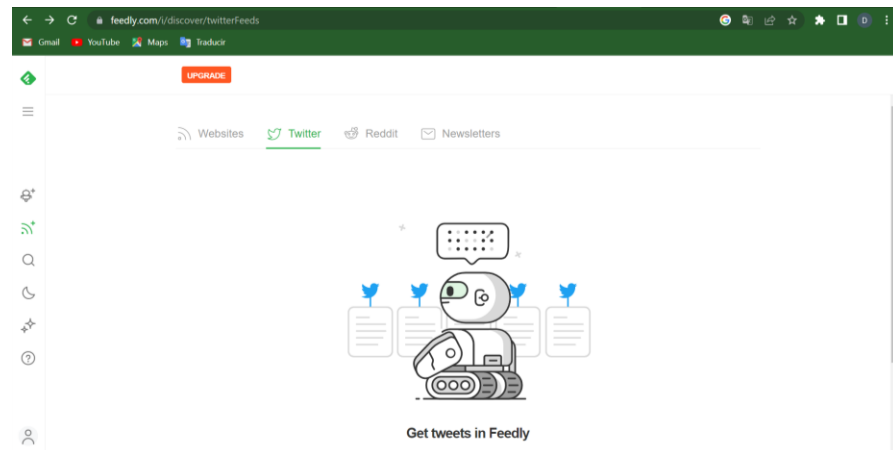 feedly.com/i/discover/twitterFeeds
D
Gmail YouTube Maps Traducir
UPGRADE
Websites Twitter Reddit Newsletters
Get tweets in Feedly